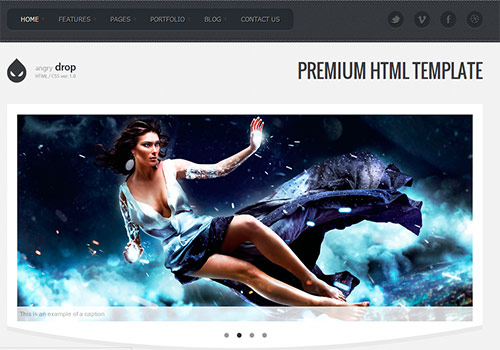 HOME FEATURES PAGES PORTFOLIO BLOG CONTACT US
angry drop
HTML / CSS ver. 1.0
PREMIUM HTML TEMPLATE
This is an example of a caption